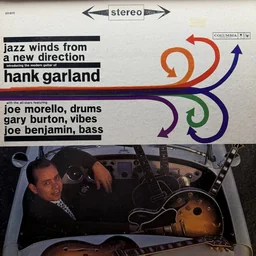 stereo
COLUMBIA
jazz winds from
a new direction
introducing the modern guitar of
hank garland
with the all-stars featuring
joe morello, drums
gary burton, vibes
joe benjamin, bass